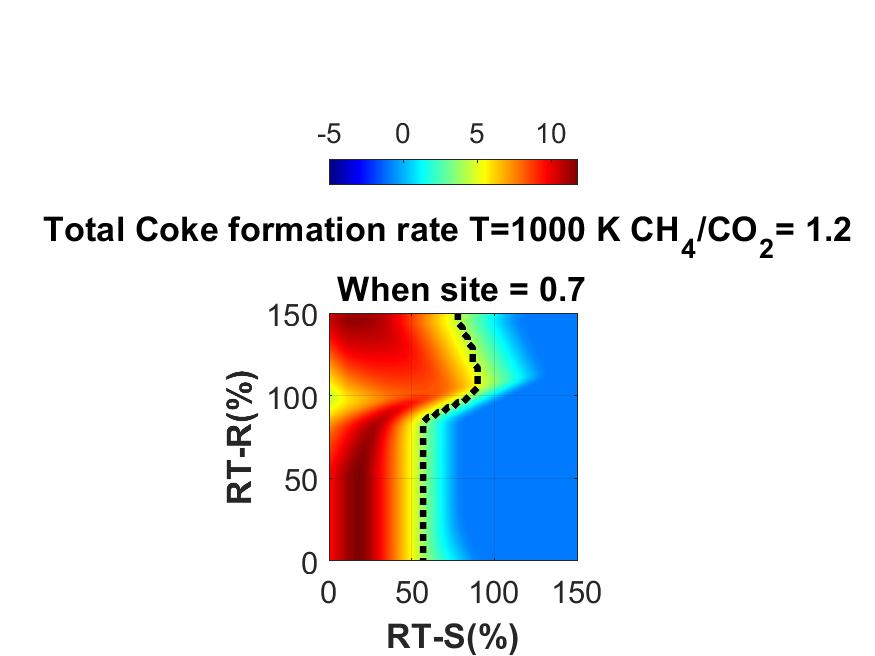 -5 0 5 10
Total Coke formation rate T=1000 K CH4/CO2= 1.2
When site = 0.7
150
100
50
0
RT-R(%)
0 50 100 150
RT-S(%)